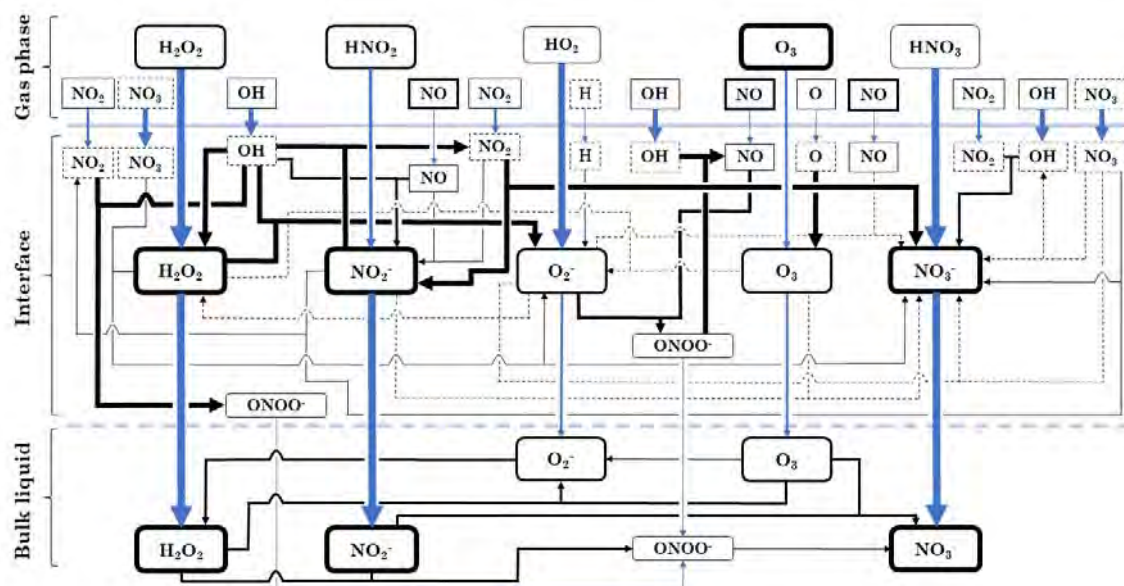 Gas phase
H₂O₂ HNO₂ HO₂ O₃ HNO₃
NO₂ NO₃ OH NO NO₂ H OH NO O NO NO₂ OH NO₃
Interface
NO₂ NO₃ OH NO NO₂ H OH NO O NO NO₂ OH NO₃
H₂O₂ NO₂⁻ O₂⁻ O₃ NO₃⁻
ONOO⁻
ONOO⁻
Bulk liquid
O₂⁻ O₃
H₂O₂ NO₂⁻ ONOO⁻ NO₃⁻